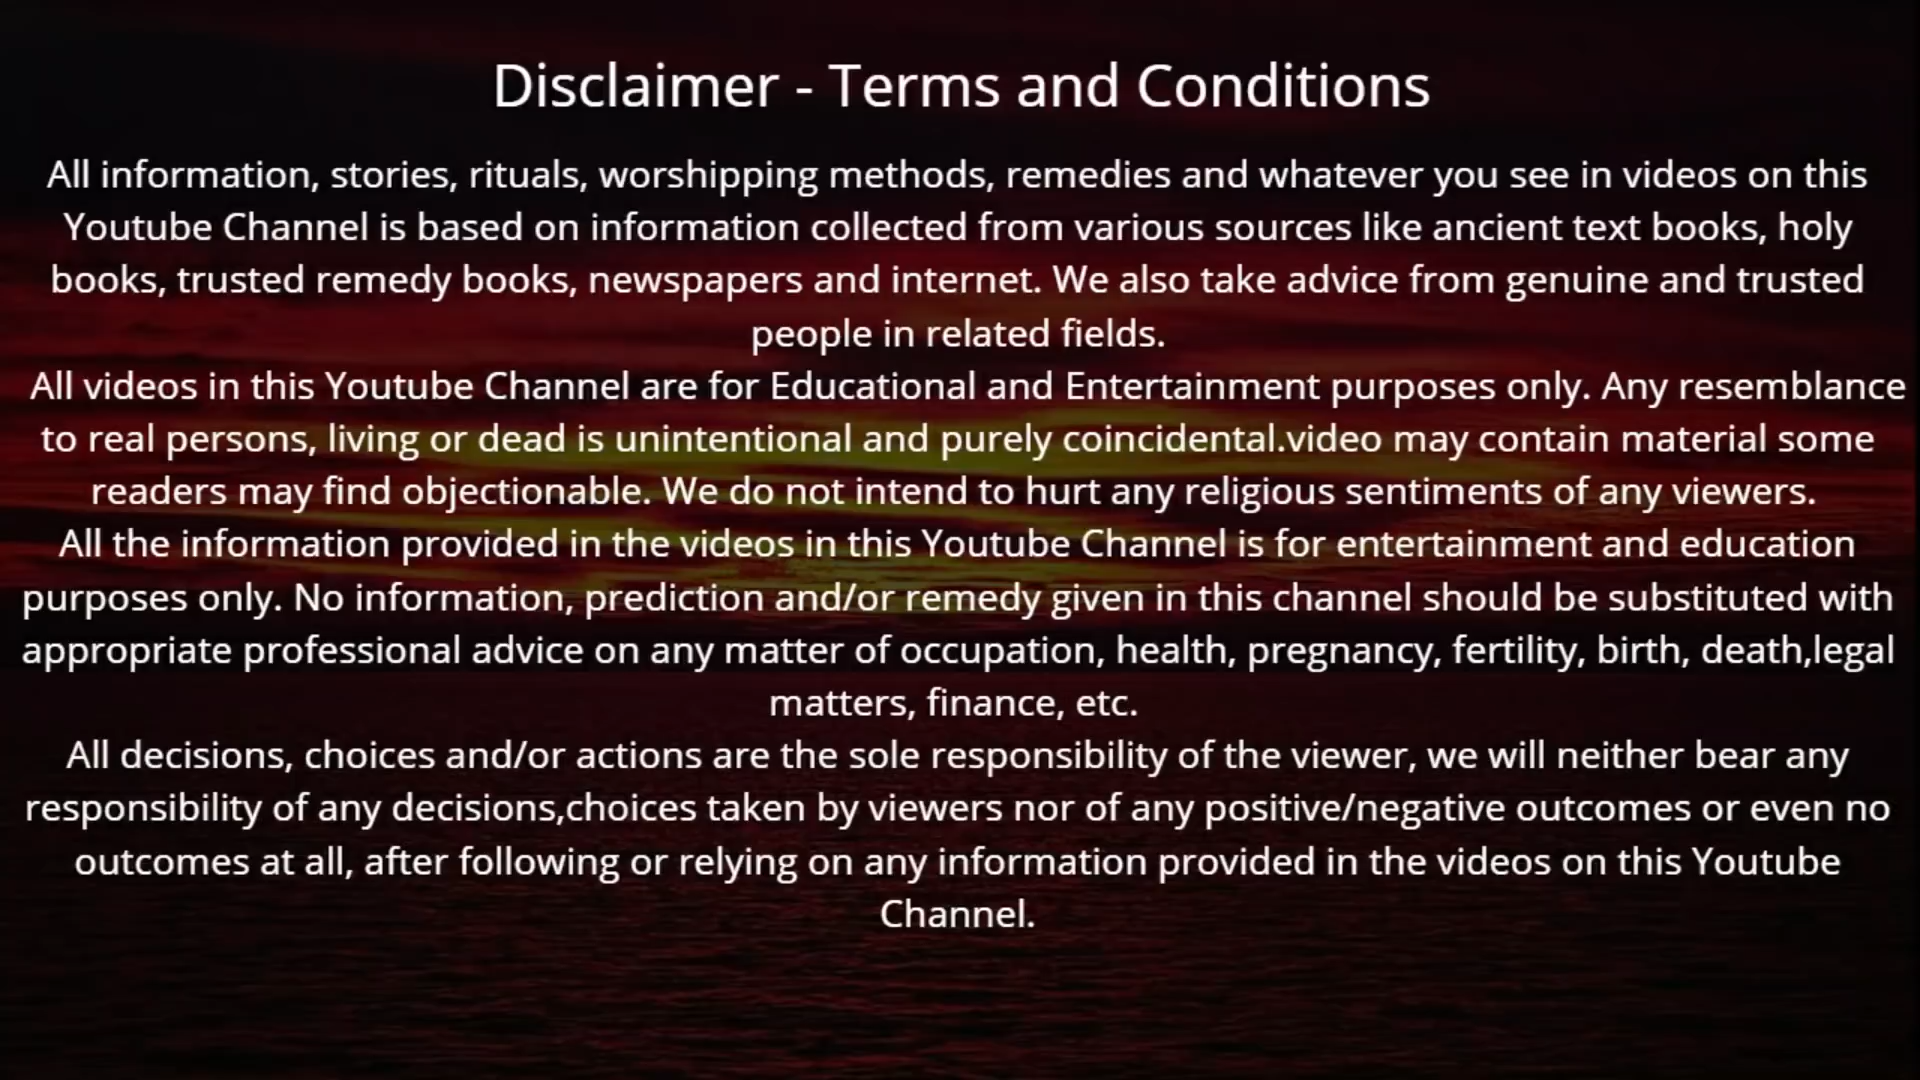 Disclaimer - Terms and Conditions
All information, stories, rituals, worshipping methods, remedies and whatever you see in videos on this
Youtube Channel is based on information collected from various sources like ancient text books, holy
books, trusted remedy books, newspapers and internet. We also take advice from genuine and trusted
people in related fields.
All videos in this Youtube Channel are for Educational and Entertainment purposes only. Any resemblance
to real persons, living or dead is unintentional and purely coincidental.video may contain material some
readers may find objectionable. We do not intend to hurt any religious sentiments of any viewers.
All the information provided in the videos in this Youtube Channel is for entertainment and education
purposes only. No information, prediction and/or remedy given in this channel should be substituted with
appropriate professional advice on any matter of occupation, health, pregnancy, fertility, birth, death,legal
matters, finance, etc.
All decisions, choices and/or actions are the sole responsibility of the viewer, we will neither bear any
responsibility of any decisions,choices taken by viewers nor of any positive/negative outcomes or even no
outcomes at all, after following or relying on any information provided in the videos on this Youtube
Channel.